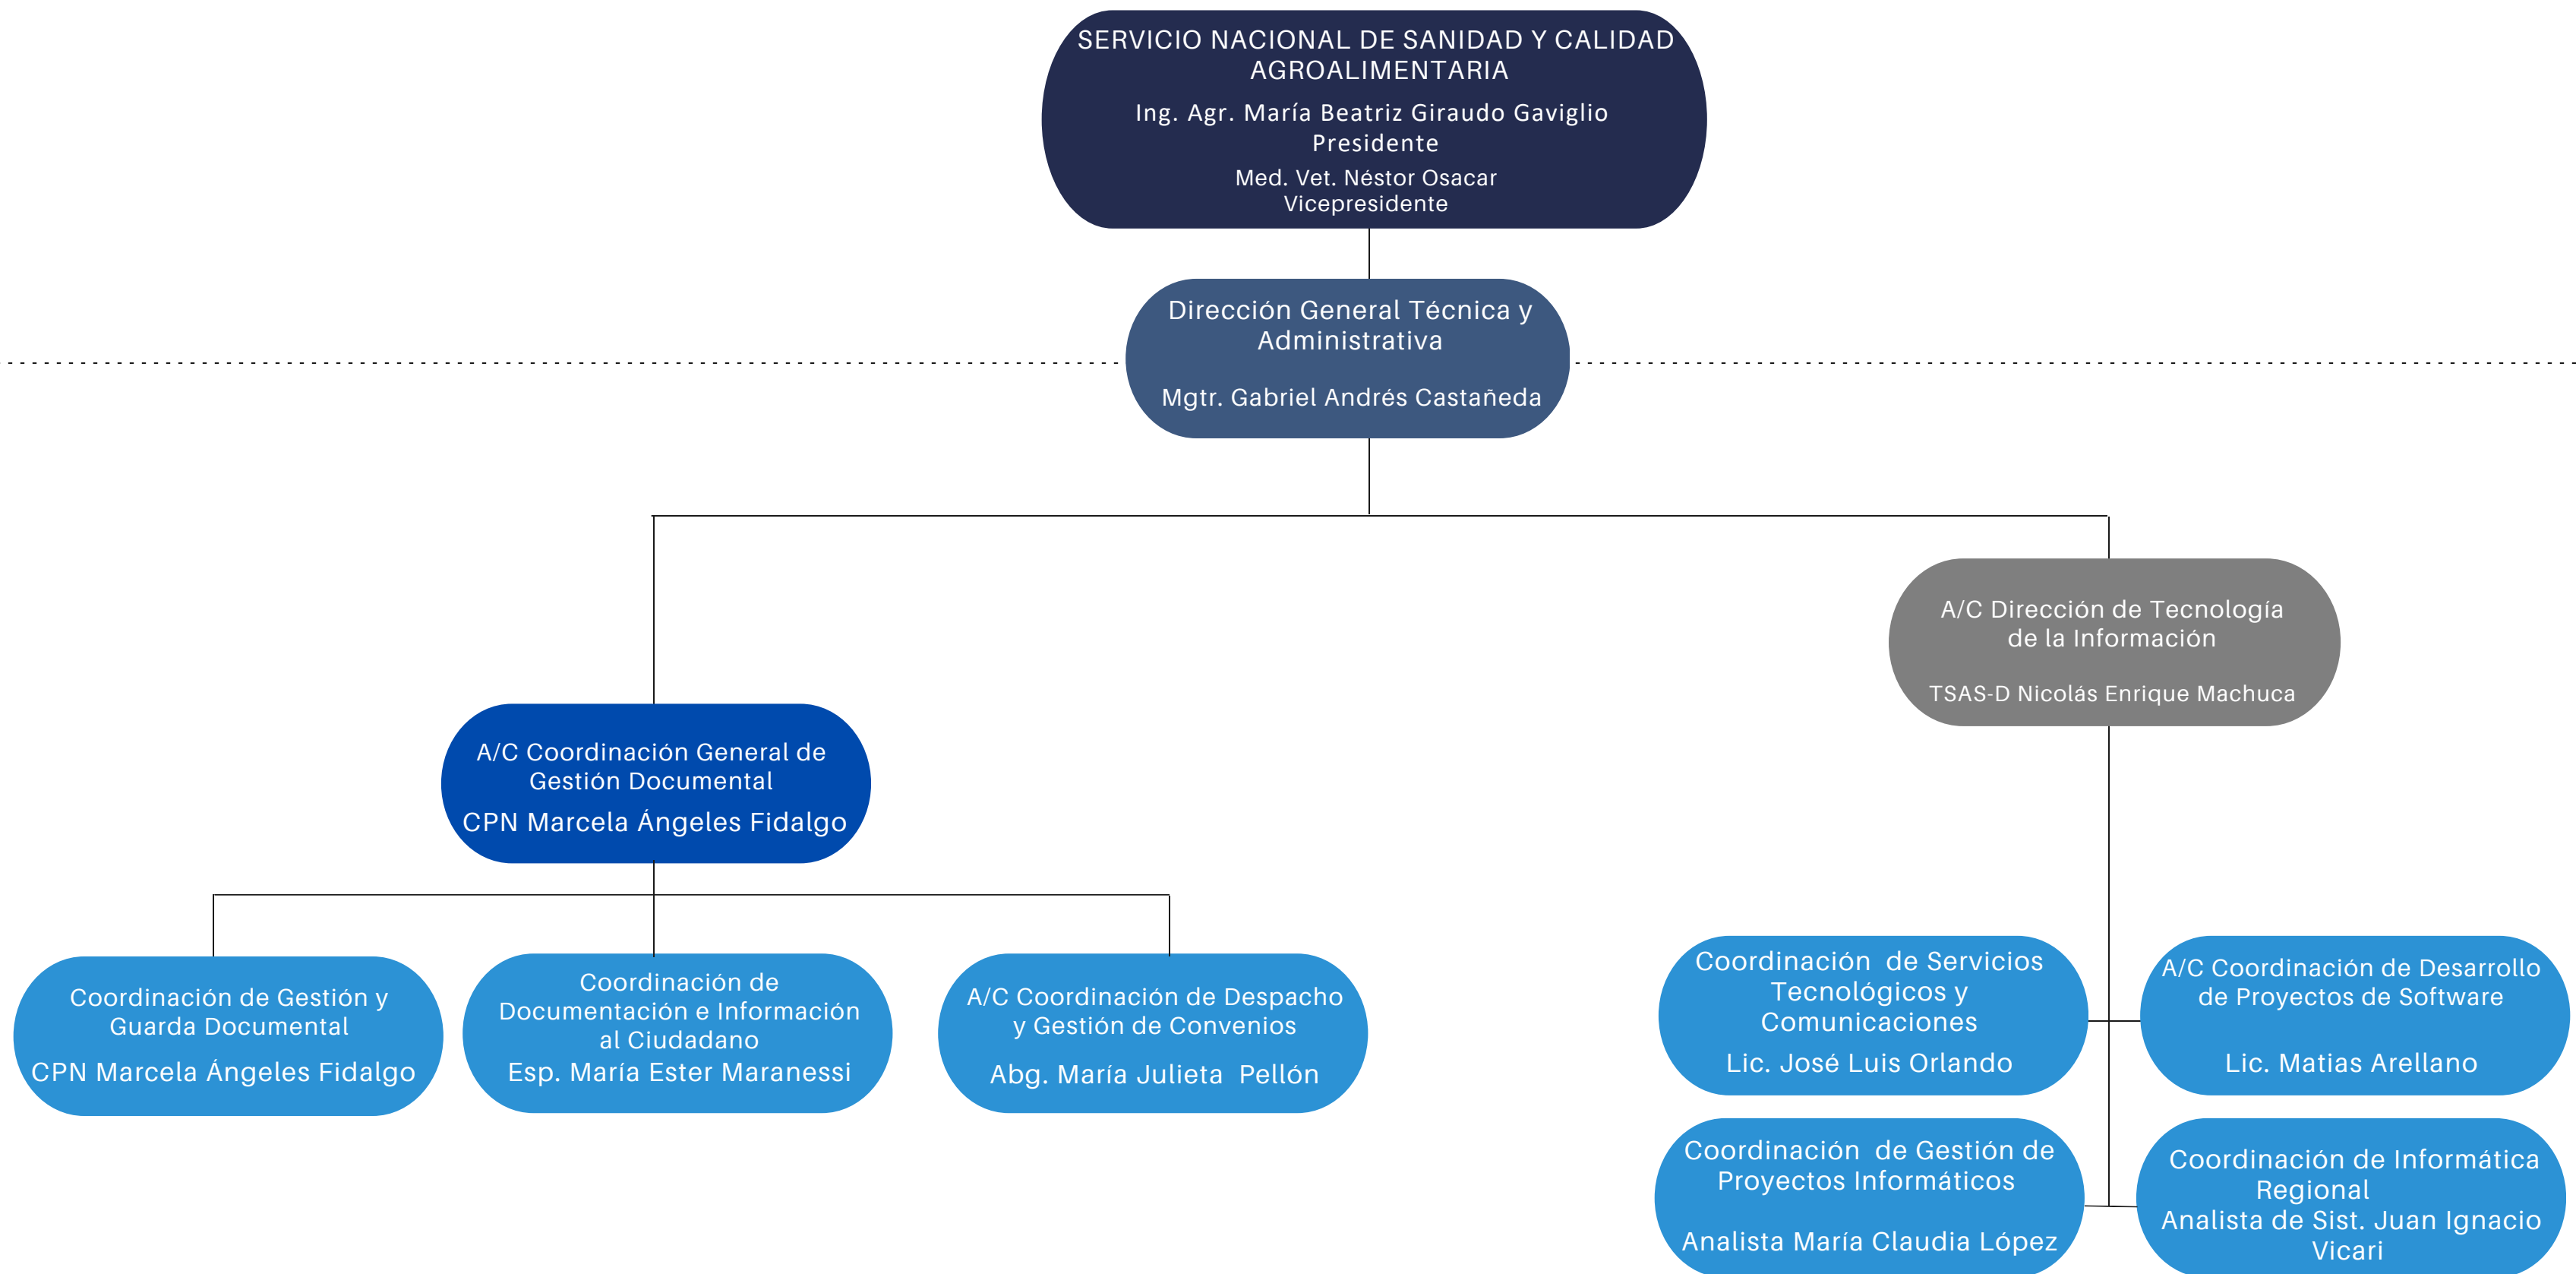 SERVICIO NACIONAL DE SANIDAD Y CALIDAD
AGROALIMENTARIA
Ing. Agr. María Beatriz Giraudo Gaviglio
Presidente
Med. Vet. Néstor Osacar
Vicepresidente
Dirección General Técnica y
Administrativa
Mgtr. Gabriel Andrés Castañeda
A/C Dirección de Tecnología
de la Información
TSAS-D Nicolás Enrique Machuca
A/C Coordinación General de
Gestión Documental
CPN Marcela Ángeles Fidalgo
Coordinación de Gestión y
Guarda Documental
CPN Marcela Ángeles Fidalgo
Coordinación de
Documentación e Información
al Ciudadano
Esp. María Ester Maranessi
A/C Coordinación de Despacho
y Gestión de Convenios
Abg. María Julieta  Pellón
Coordinación  de Servicios
Tecnológicos y
Comunicaciones
Lic. José Luis Orlando
A/C Coordinación de Desarrollo
de Proyectos de Software
Lic. Matias Arellano
Coordinación  de Gestión de
Proyectos Informáticos
Analista María Claudia López
Coordinación de Informática
Regional
Analista de Sist. Juan Ignacio
Vicari